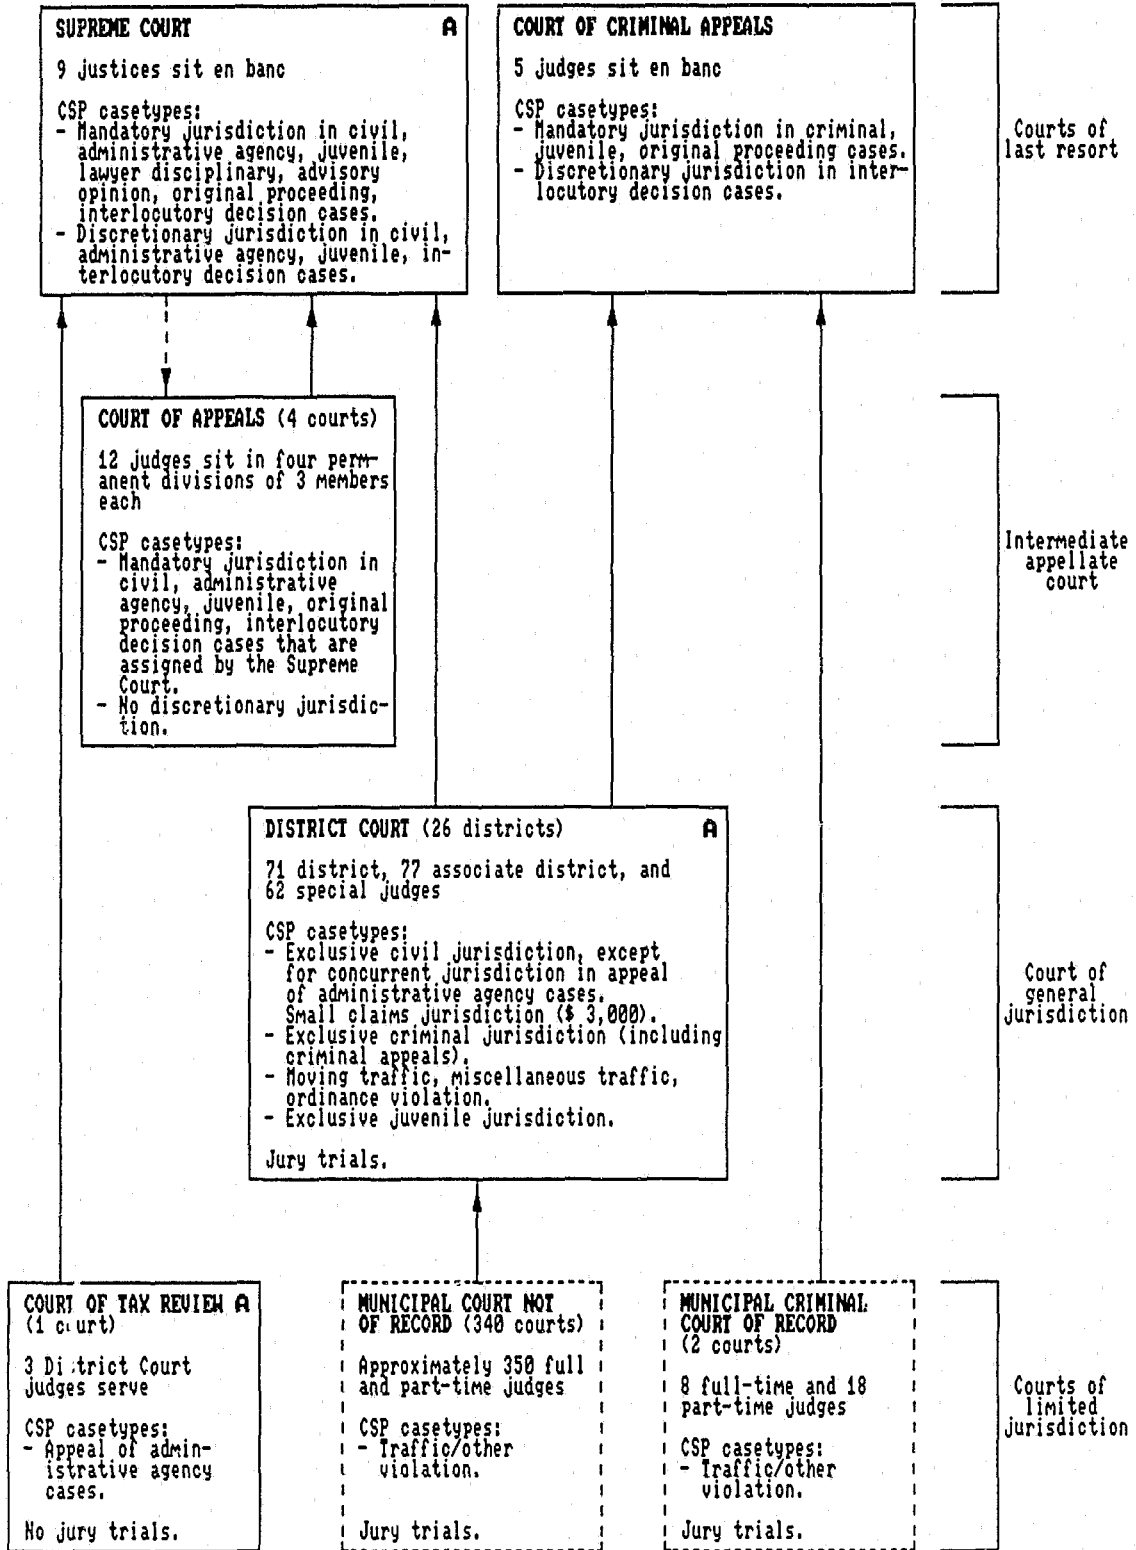 SUPREME COURT A
9 justices sit en banc
CSP casetypes:
- Mandatory jurisdiction in civil,
administrative agency, juvenile,
lawyer disciplinary, advisory
opinion, original proceeding,
interlocutory decision cases.
- Discretionary jurisdiction in civil,
administrative agency, juvenile, in-
terlocutory decision cases.
COURT OF CRIMINAL APPEALS
5 judges sit en banc
CSP casetypes:
- Mandatory jurisdiction in criminal,
juvenile, original proceeding cases.
- Discretionary jurisdiction in inter-
locutory decision cases.
Courts of
last resort
COURT OF APPEALS (4 courts)
12 judges sit in four perm-
anent divisions of 3 members
each
CSP casetypes:
- Mandatory jurisdiction in
civil, administrative
agency, juvenile, original
proceeding, interlocutory
decision cases that are
assigned by the Supreme
Court.
- No discretionary jurisdic-
tion.
Intermediate
appellate
court
DISTRICT COURT (26 districts) A
71 district, 77 associate district, and
62 special judges
CSP casetypes:
- Exclusive civil jurisdiction, except
for concurrent jurisdiction in appeal
of administrative agency cases.
Small claims jurisdiction ($ 3,000).
- Exclusive criminal jurisdiction (including
criminal appeals).
- Moving traffic, miscellaneous traffic,
ordinance violation.
- Exclusive juvenile jurisdiction.
Jury trials.
Court of
general
jurisdiction
COURT OF TAX REVIEW A
(1 court)
3 District Court
judges serve
CSP casetypes:
- Appeal of admin-
istrative agency
cases.
No jury trials.
MUNICIPAL COURT NOT
OF RECORD (340 courts)
Approximately 350 full
and part-time judges
CSP casetypes:
- Traffic/other
violation.
Jury trials.
MUNICIPAL CRIMINAL
COURT OF RECORD
(2 courts)
8 full-time and 18
part-time judges
CSP casetypes:
- Traffic/other
violation.
Jury trials.
Courts of
limited
jurisdiction